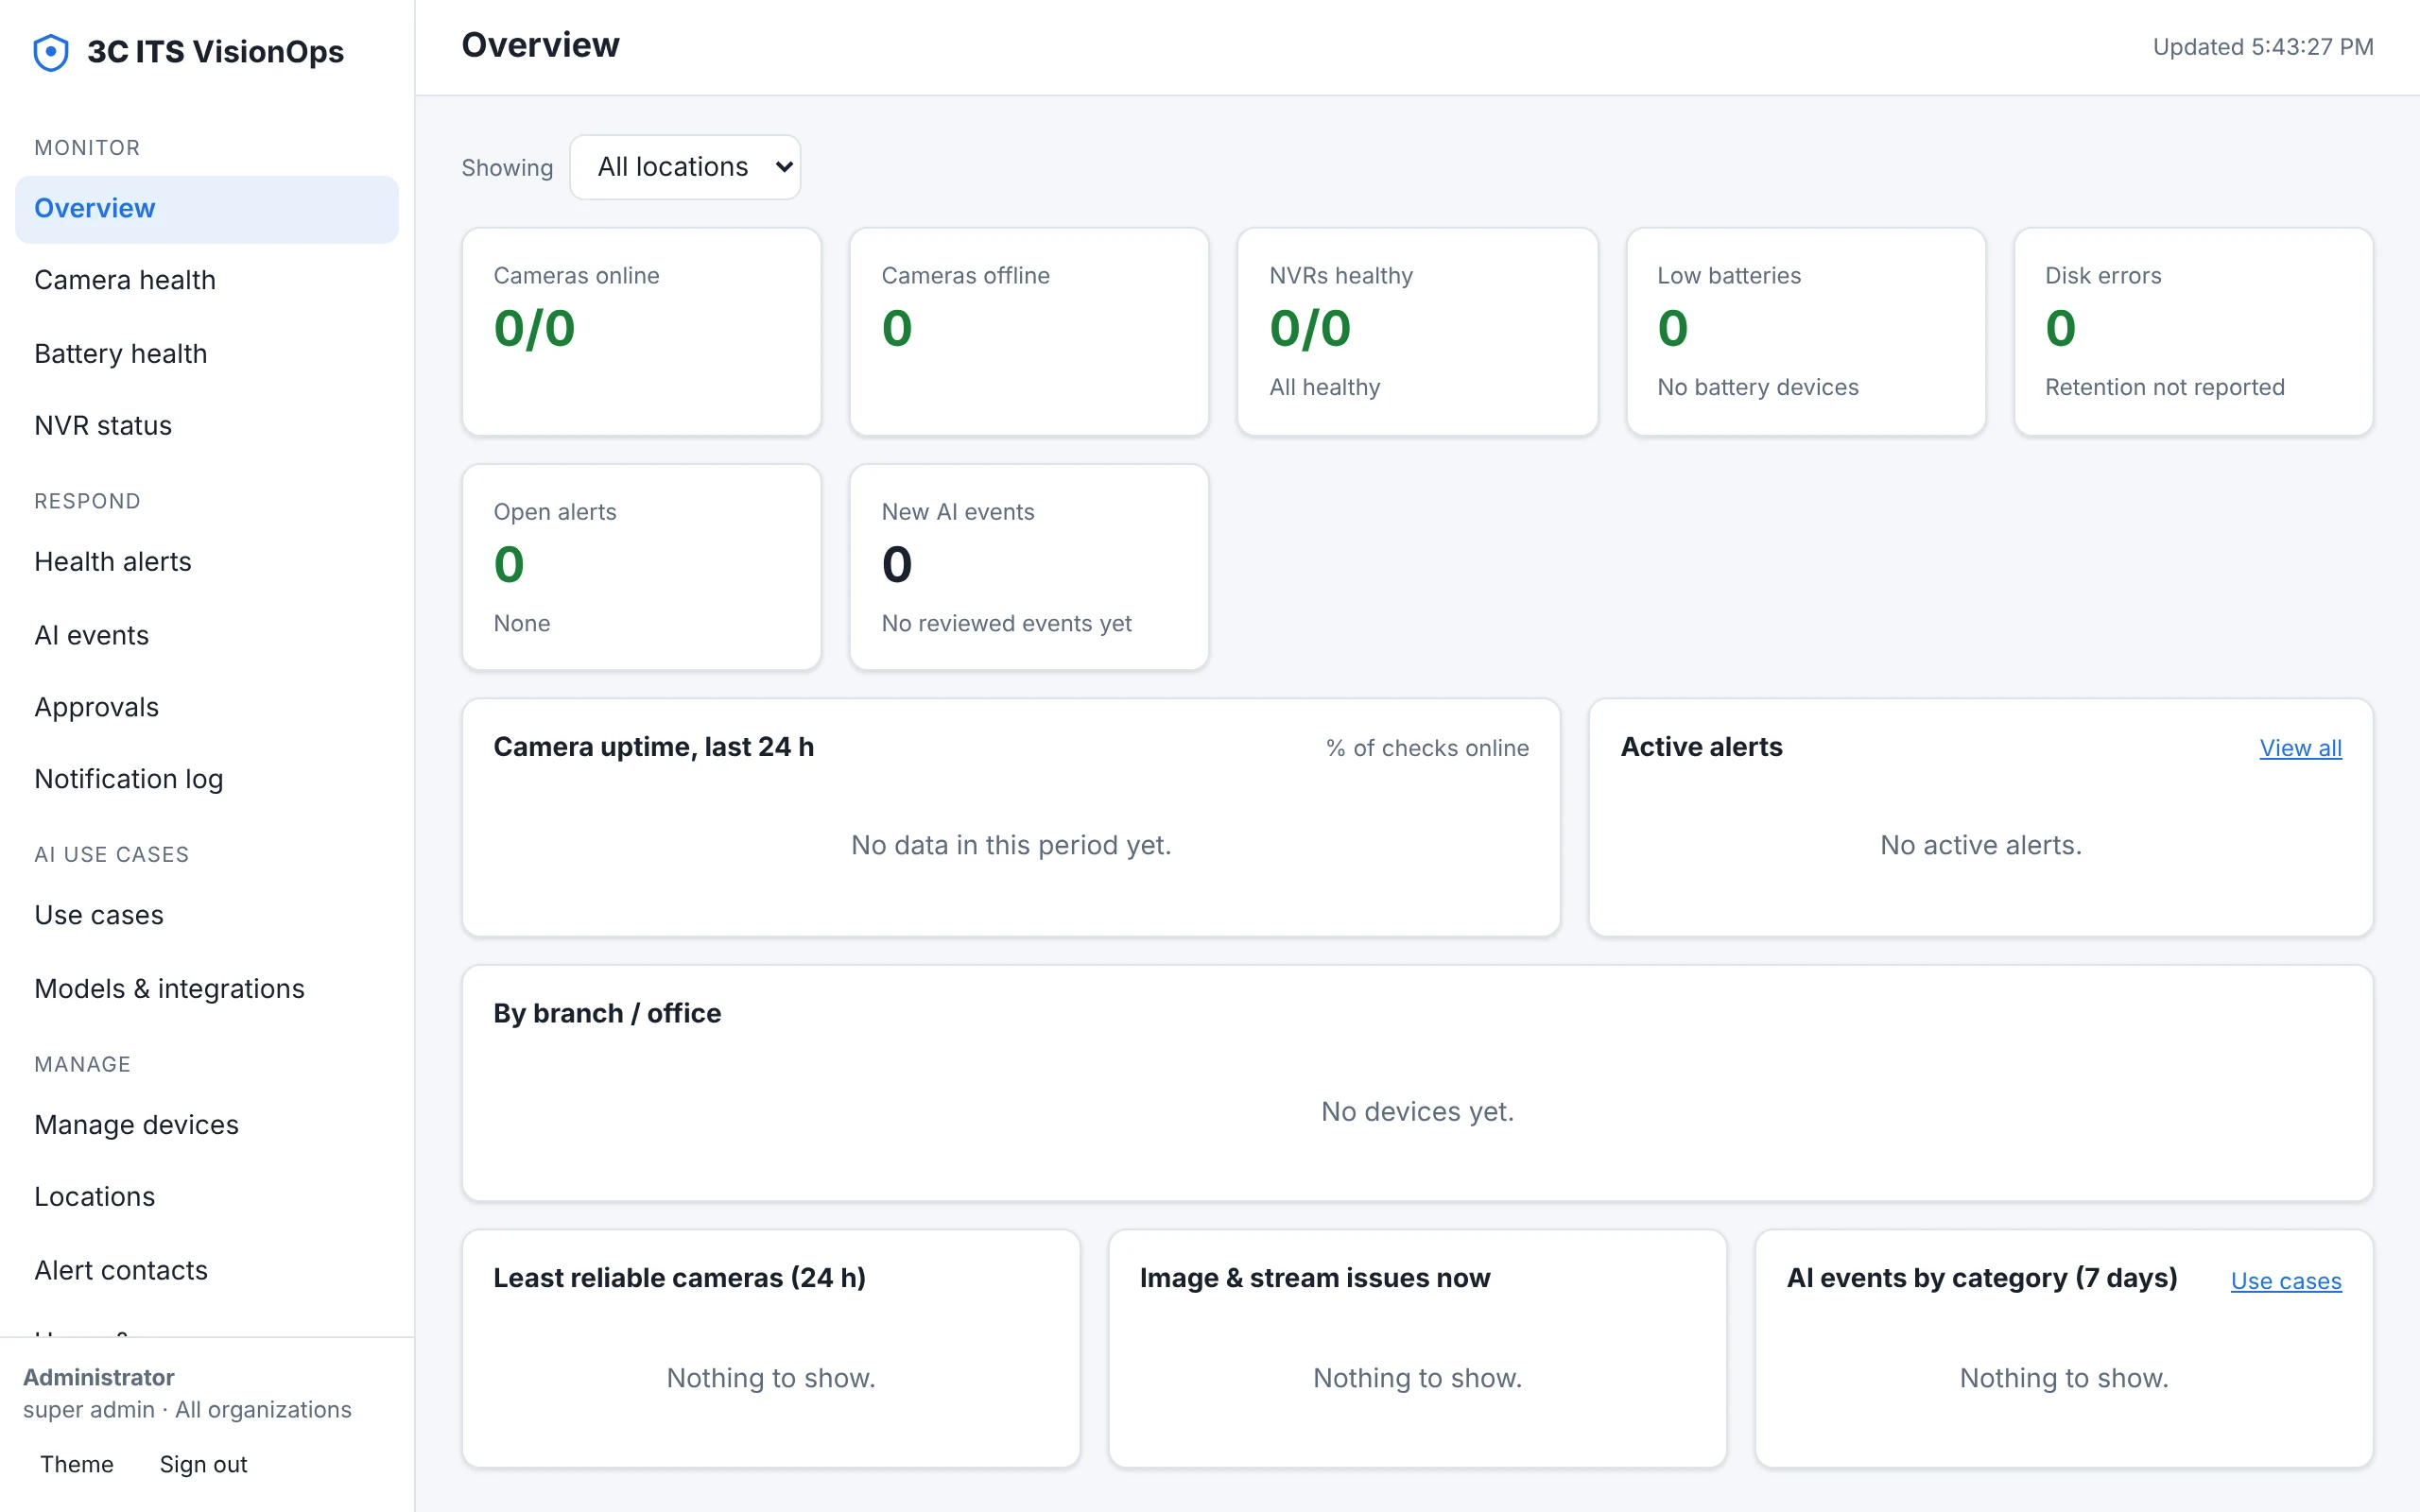 3C ITS VisionOps
MONITOR
Overview
Camera health
Battery health
NVR status
RESPOND
Health alerts
AI events
Approvals
Notification log
AI USE CASES
Use cases
Models & integrations
MANAGE
Manage devices
Locations
Alert contacts
Administrator
super admin · All organizations
Theme
Sign out
Overview
Updated 5:43:27 PM
Showing
All locations
Cameras online
0/0
Cameras offline
0
NVRs healthy
0/0
All healthy
Low batteries
0
No battery devices
Disk errors
0
Retention not reported
Open alerts
0
None
New AI events
0
No reviewed events yet
Camera uptime, last 24 h
% of checks online
No data in this period yet.
Active alerts
View all
No active alerts.
By branch / office
No devices yet.
Least reliable cameras (24 h)
Nothing to show.
Image & stream issues now
Nothing to show.
AI events by category (7 days)
Use cases
Nothing to show.